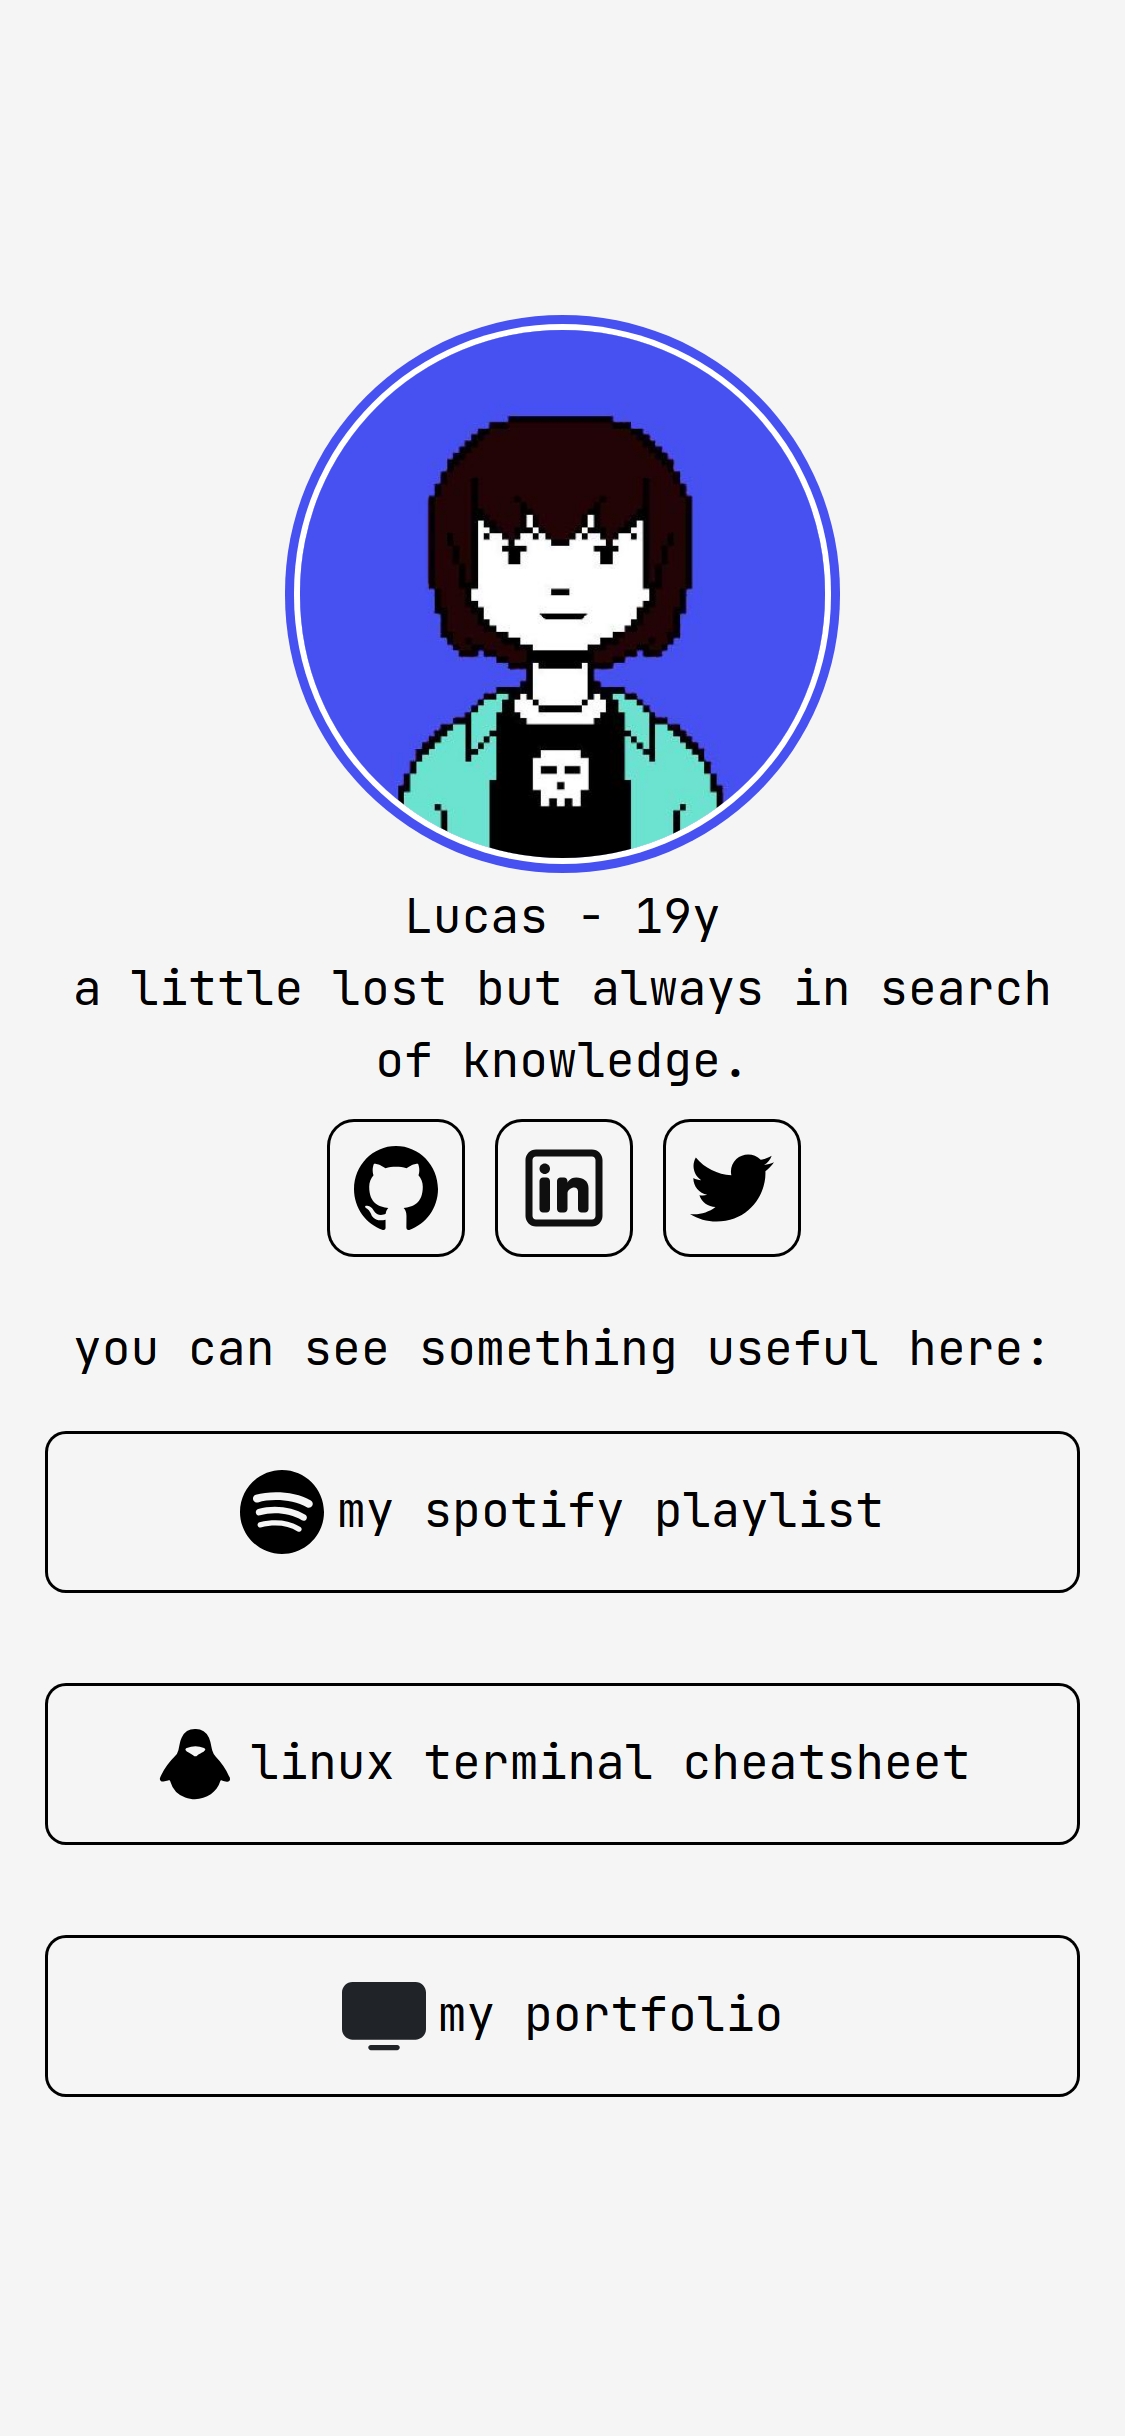 Lucas - 19y
a little lost but always in search
of knowledge.
in
you can see something useful here:
my spotify playlist
linux terminal cheatsheet
my portfolio